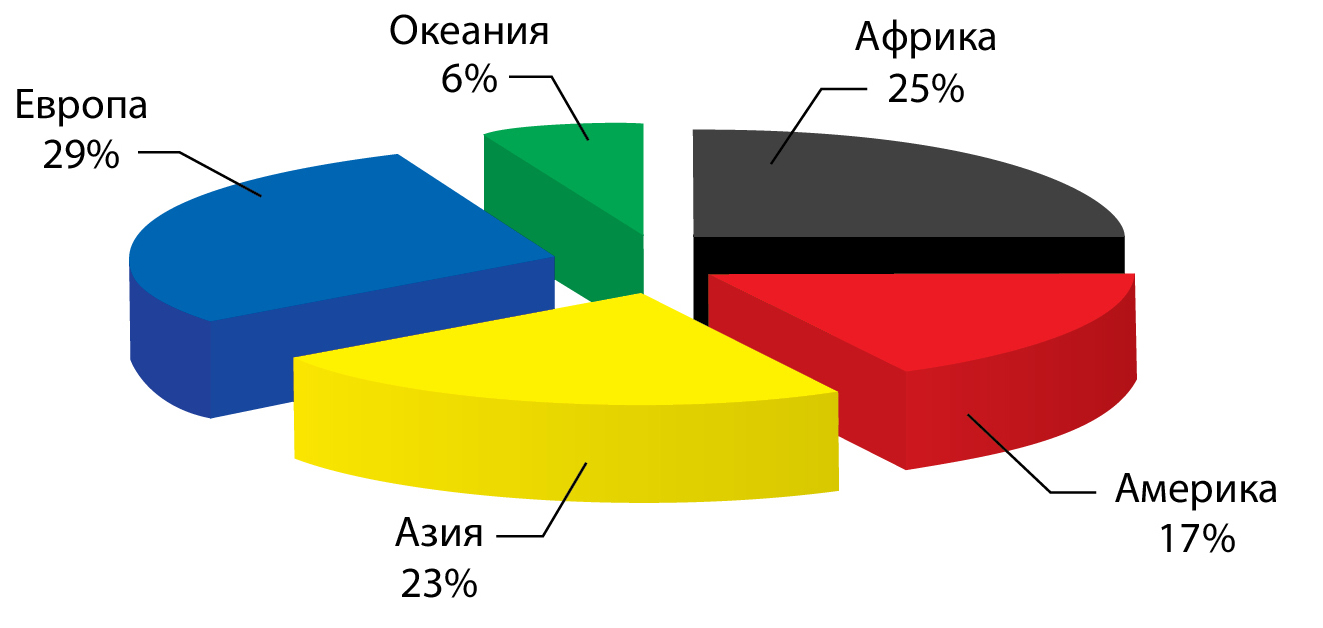 Океания
6%
Африка
25%
Европа
29%
Америка
17%
Азия
23%